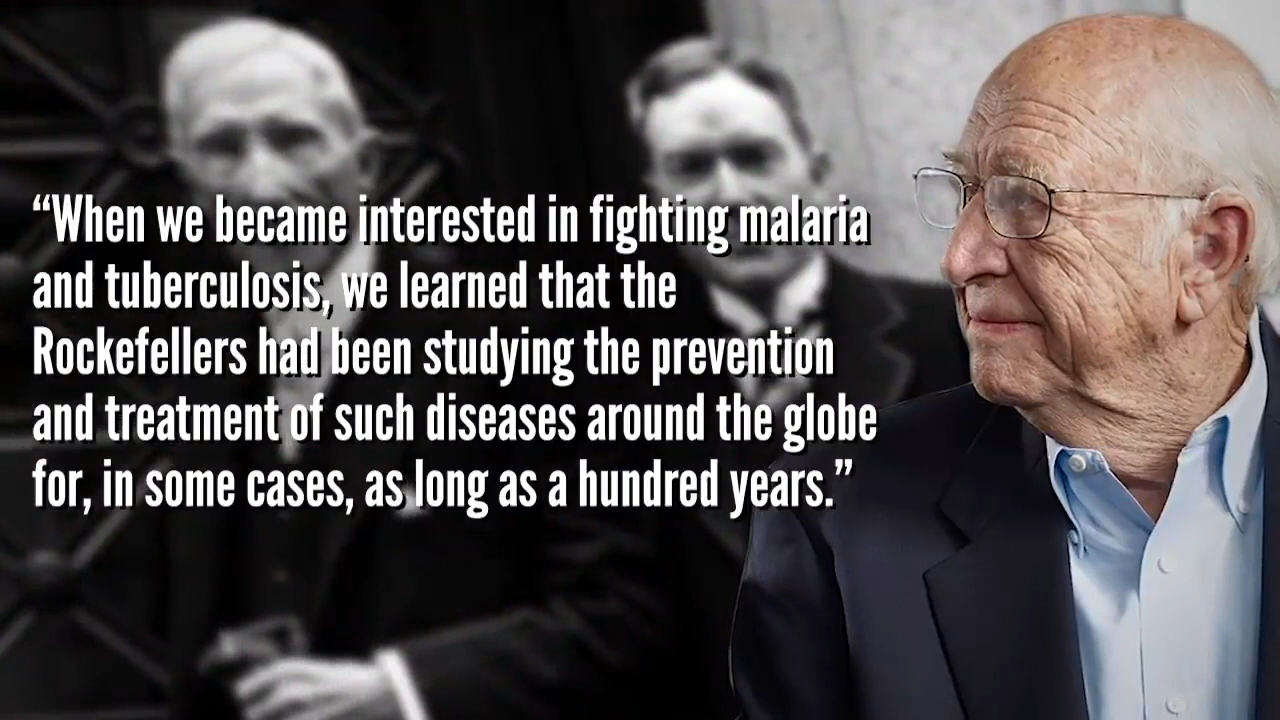 “When we became interested in fighting malaria
and tuberculosis, we learned that the
Rockefellers had been studying the prevention
and treatment of such diseases around the globe
for, in some cases, as long as a hundred years.”